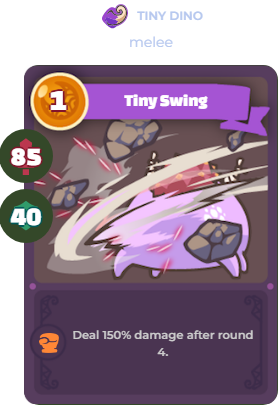 TINY DINO
melee
1
Tiny Swing
85
40
Deal 150% damage after round
4.